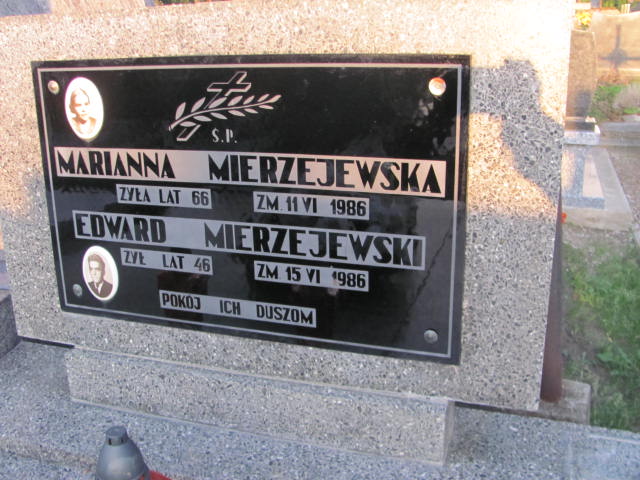 Ś.P.
MARIANNA MIERZEJEWSKA
ŻYŁA LAT 66 ZM. 11 VI 1986
EDWARD MIERZEJEWSKI
ŻYŁ LAT 46 ZM 15 VI 1986
POKÓJ ICH DUSZOM